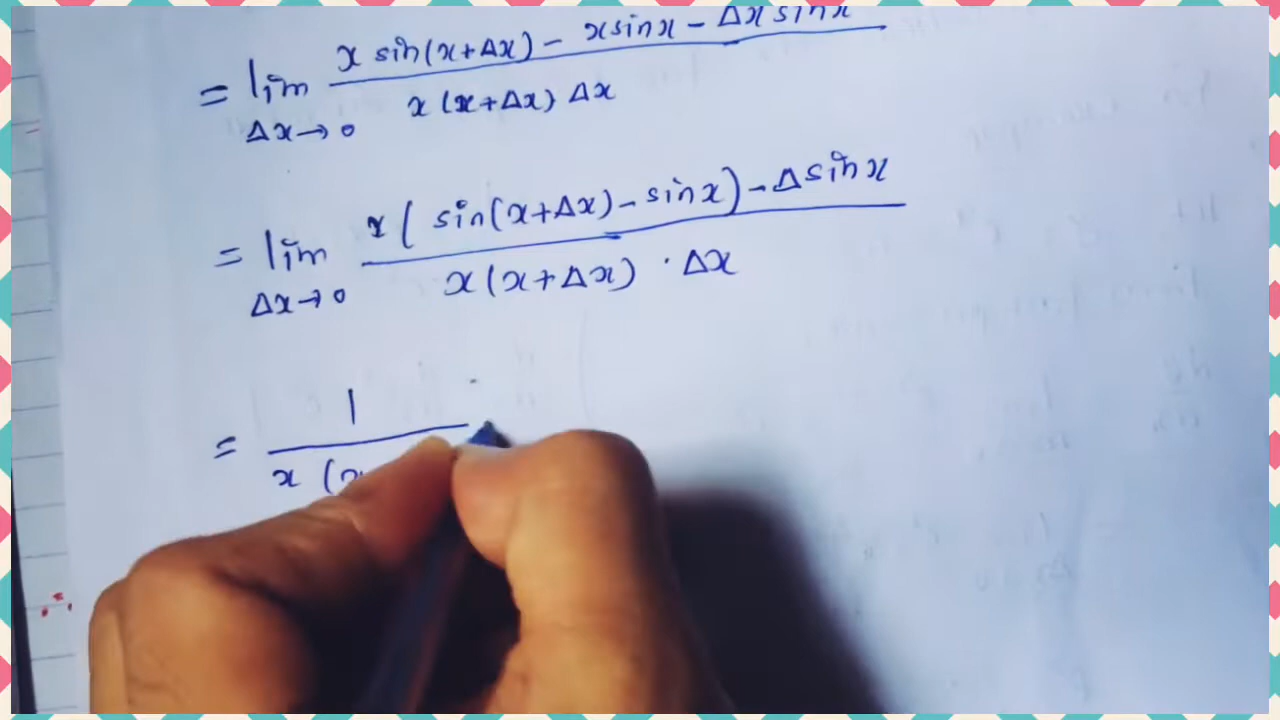 = lim x sin(x+Δx) - x sin x - Δx sin x
Δx→0 x (x+Δx) Δx
= lim x ( sin(x+Δx) - sin x ) - Δ sin x
Δx→0 x (x+Δx) · Δx
= 1
x (x